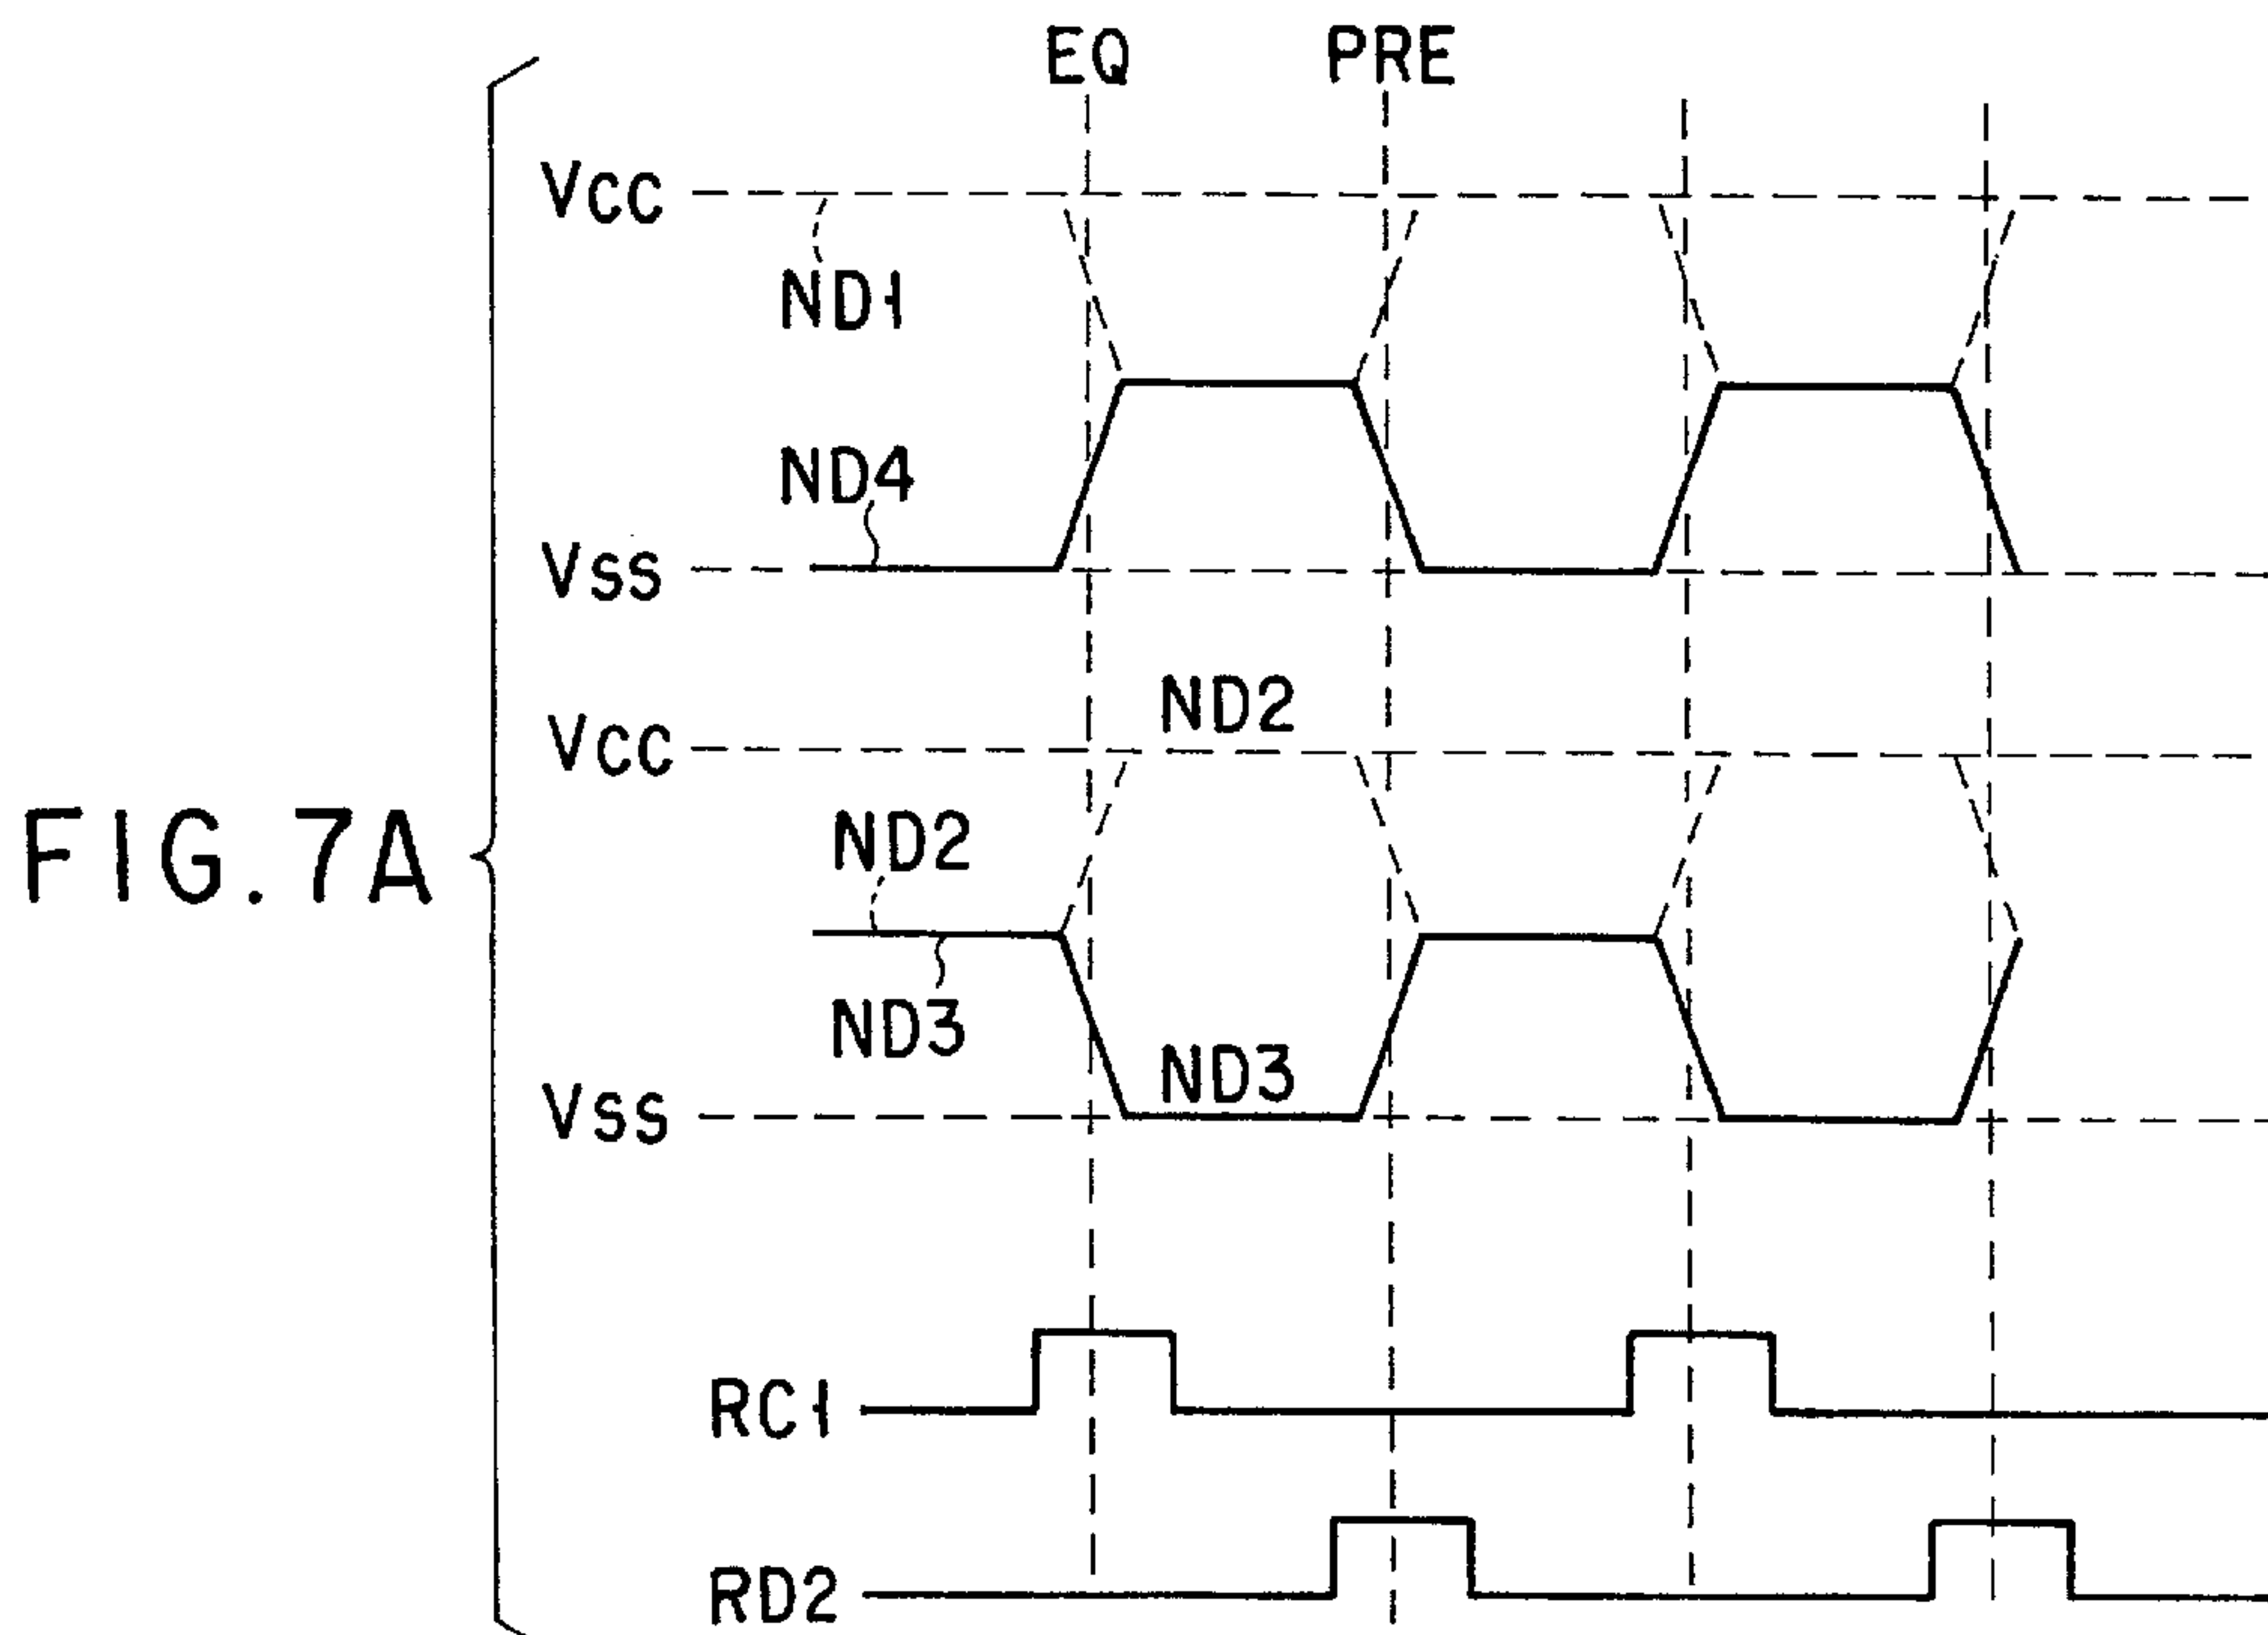 EQ PRE
VCC
ND1
ND4
VSS
ND2
VCC
FIG.7A
ND2
ND3
ND3
VSS
RC1
RD2